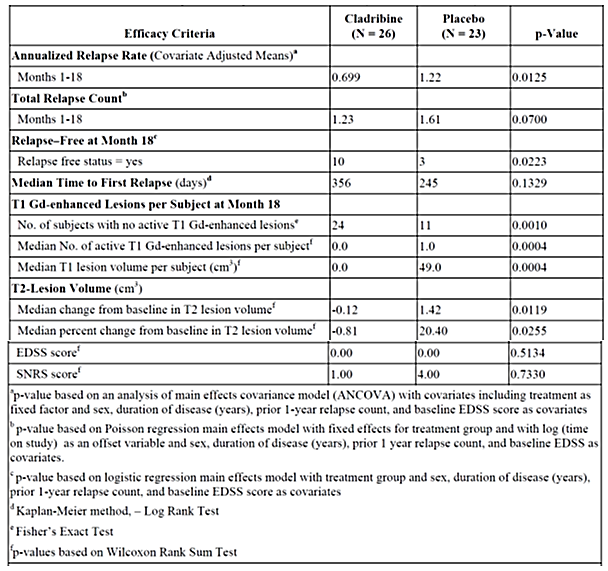 Efficacy Criteria Cladribine (N = 26) Placebo (N = 23) p-Value
Annualized Relapse Rate (Covariate Adjusted Means)a
Months 1-18 0.699 1.22 0.0125
Total Relapse Countb
Months 1-18 1.23 1.61 0.0700
Relapse–Free at Month 18c
Relapse free status = yes 10 3 0.0223
Median Time to First Relapse (days)d 356 245 0.1329
T1 Gd-enhanced Lesions per Subject at Month 18
No. of subjects with no active T1 Gd-enhanced lesionse 24 11 0.0010
Median No. of active T1 Gd-enhanced lesions per subjectf 0.0 1.0 0.0004
Median T1 lesion volume per subject (cm3)f 0.0 49.0 0.0004
T2-Lesion Volume (cm3)
Median change from baseline in T2 lesion volumef -0.12 1.42 0.0119
Median percent change from baseline in T2 lesion volumef -0.81 20.40 0.0255
EDSS scoref 0.00 0.00 0.5134
SNRS scoref 1.00 4.00 0.7330
ap-value based on an analysis of main effects covariance model (ANCOVA) with covariates including treatment as
fixed factor and sex, duration of disease (years), prior 1-year relapse count, and baseline EDSS score as covariates
b p-value based on Poisson regression main effects model with fixed effects for treatment group and with log (time
on study) as an offset variable and sex, duration of disease (years), prior 1 year relapse count, and baseline EDSS as
covariates.
c p-value based on logistic regression main effects model with treatment group and sex, duration of disease (years),
prior 1-year relapse count, and baseline EDSS score as covariates
d Kaplan-Meier method, – Log Rank Test
e Fisher's Exact Test
fp-values based on Wilcoxon Rank Sum Test